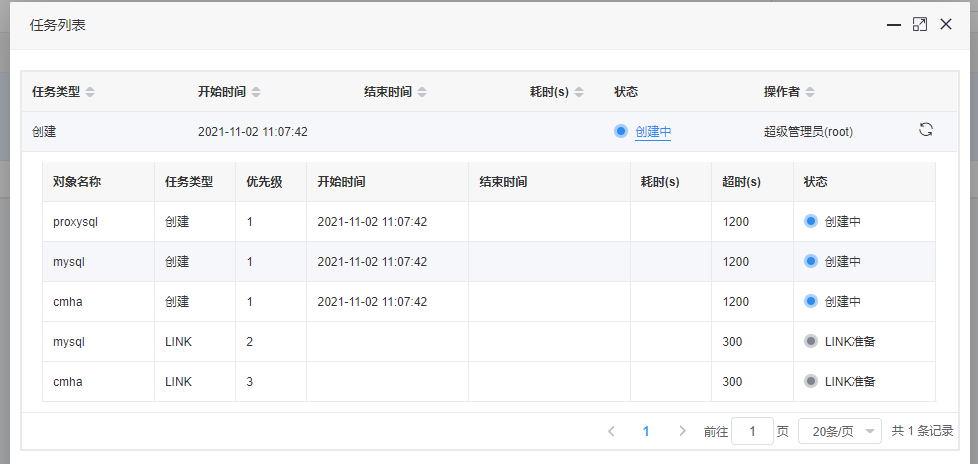 任务列表
任务类型 开始时间 结束时间 耗时(s) 状态 操作者
创建 2021-11-02 11:07:42 创建中 超级管理员(root)
对象名称 任务类型 优先级 开始时间 结束时间 耗时(s) 超时(s) 状态
proxysql 创建 1 2021-11-02 11:07:42 1200 创建中
mysql 创建 1 2021-11-02 11:07:42 1200 创建中
cmha 创建 1 2021-11-02 11:07:42 1200 创建中
mysql LINK 2 300 LINK准备
cmha LINK 3 300 LINK准备
1 前往 1 页 20条/页 共 1 条记录